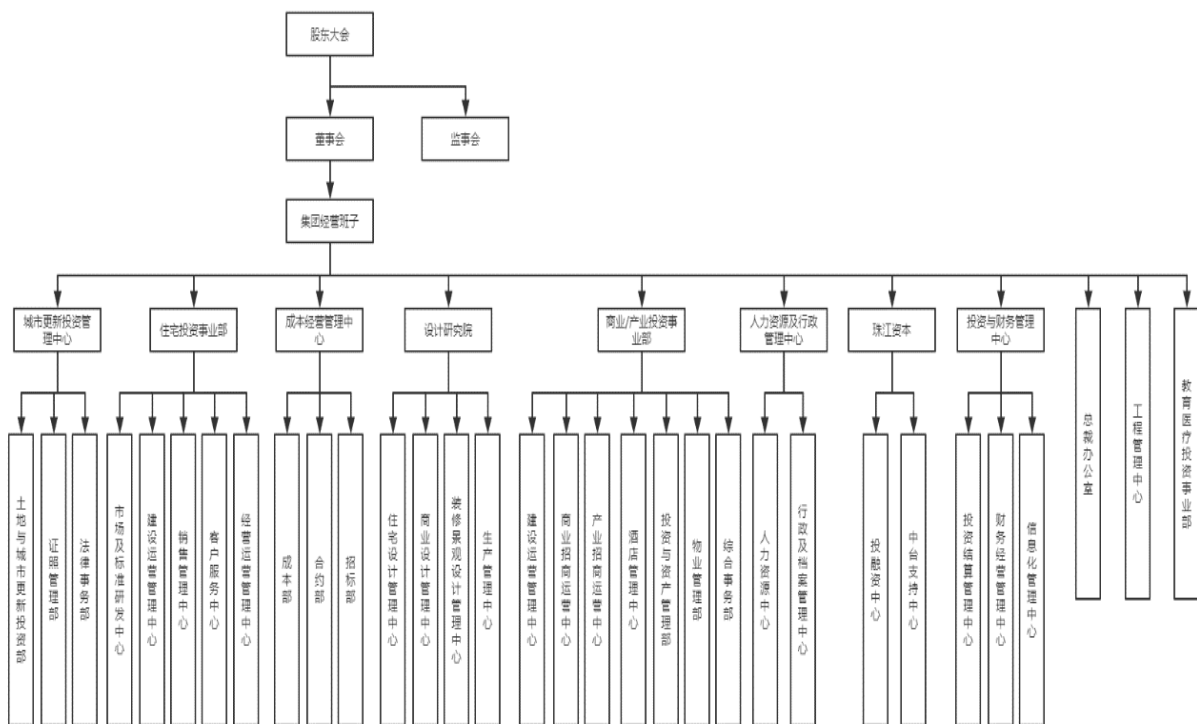 股东大会
董事会
监事会
集团经营班子
城市更新投资管
理中心
住宅投资事业部
成本经营管理中
心
设计研究院
商业/产业投资事
业部
人力资源及行政
管理中心
珠江资本
投资与财务管理
中心
总裁办公室
工程管理中心
教育医疗投资事业部
土地与城市更新投资部
证照管理部
法律事务部
市场及标准研发中心
建设运营管理中心
销售管理中心
客户服务中心
经营运营管理中心
成本部
合约部
招标部
住宅设计管理中心
商业设计管理中心
装修景观设计管理中心
生产管理中心
建设运营管理中心
商业招商运营中心
产业招商运营中心
酒店管理中心
投资与资产管理部
物业管理部
综合事务部
人力资源中心
行政及档案管理中心
投融资中心
中台支持中心
投资结算管理中心
财务经营管理中心
信息化管理中心